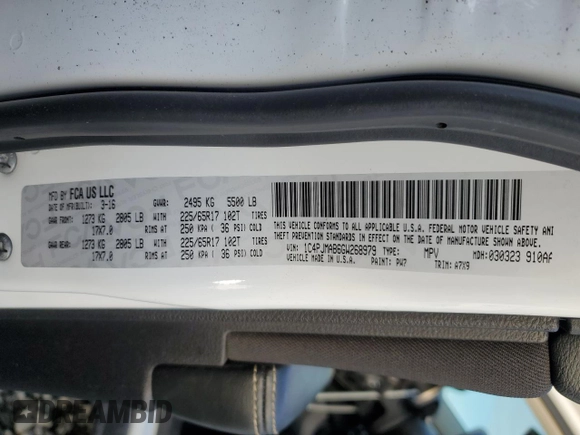 MFD BY FCA US LLC
DATE OF MFR(BUILT): 3-16 GVWR: 2495 KG 5500 LB
GAWR FRONT: 1273 KG 2805 LB WITH 225/65R17 102T TIRES
17X7.0 RIMS AT 250 KPA ( 36 PSI) COLD
GAWR REAR: 1273 KG 2805 LB WITH 225/65R17 102T TIRES
17X7.0 RIMS AT 250 KPA ( 36 PSI) COLD
THIS VEHICLE CONFORMS TO ALL APPLICABLE U.S.A. FEDERAL MOTOR VEHICLE SAFETY AND
THEFT PREVENTION STANDARDS IN EFFECT ON THE DATE OF MANUFACTURE SHOWN ABOVE.
VIN: 1C4PJMAB6GW268979 TYPE: MPV MDH: 030323 910AF
MADE IN U.S.A. PAINT: PW7 TRIM: A7X9
DREAMBID